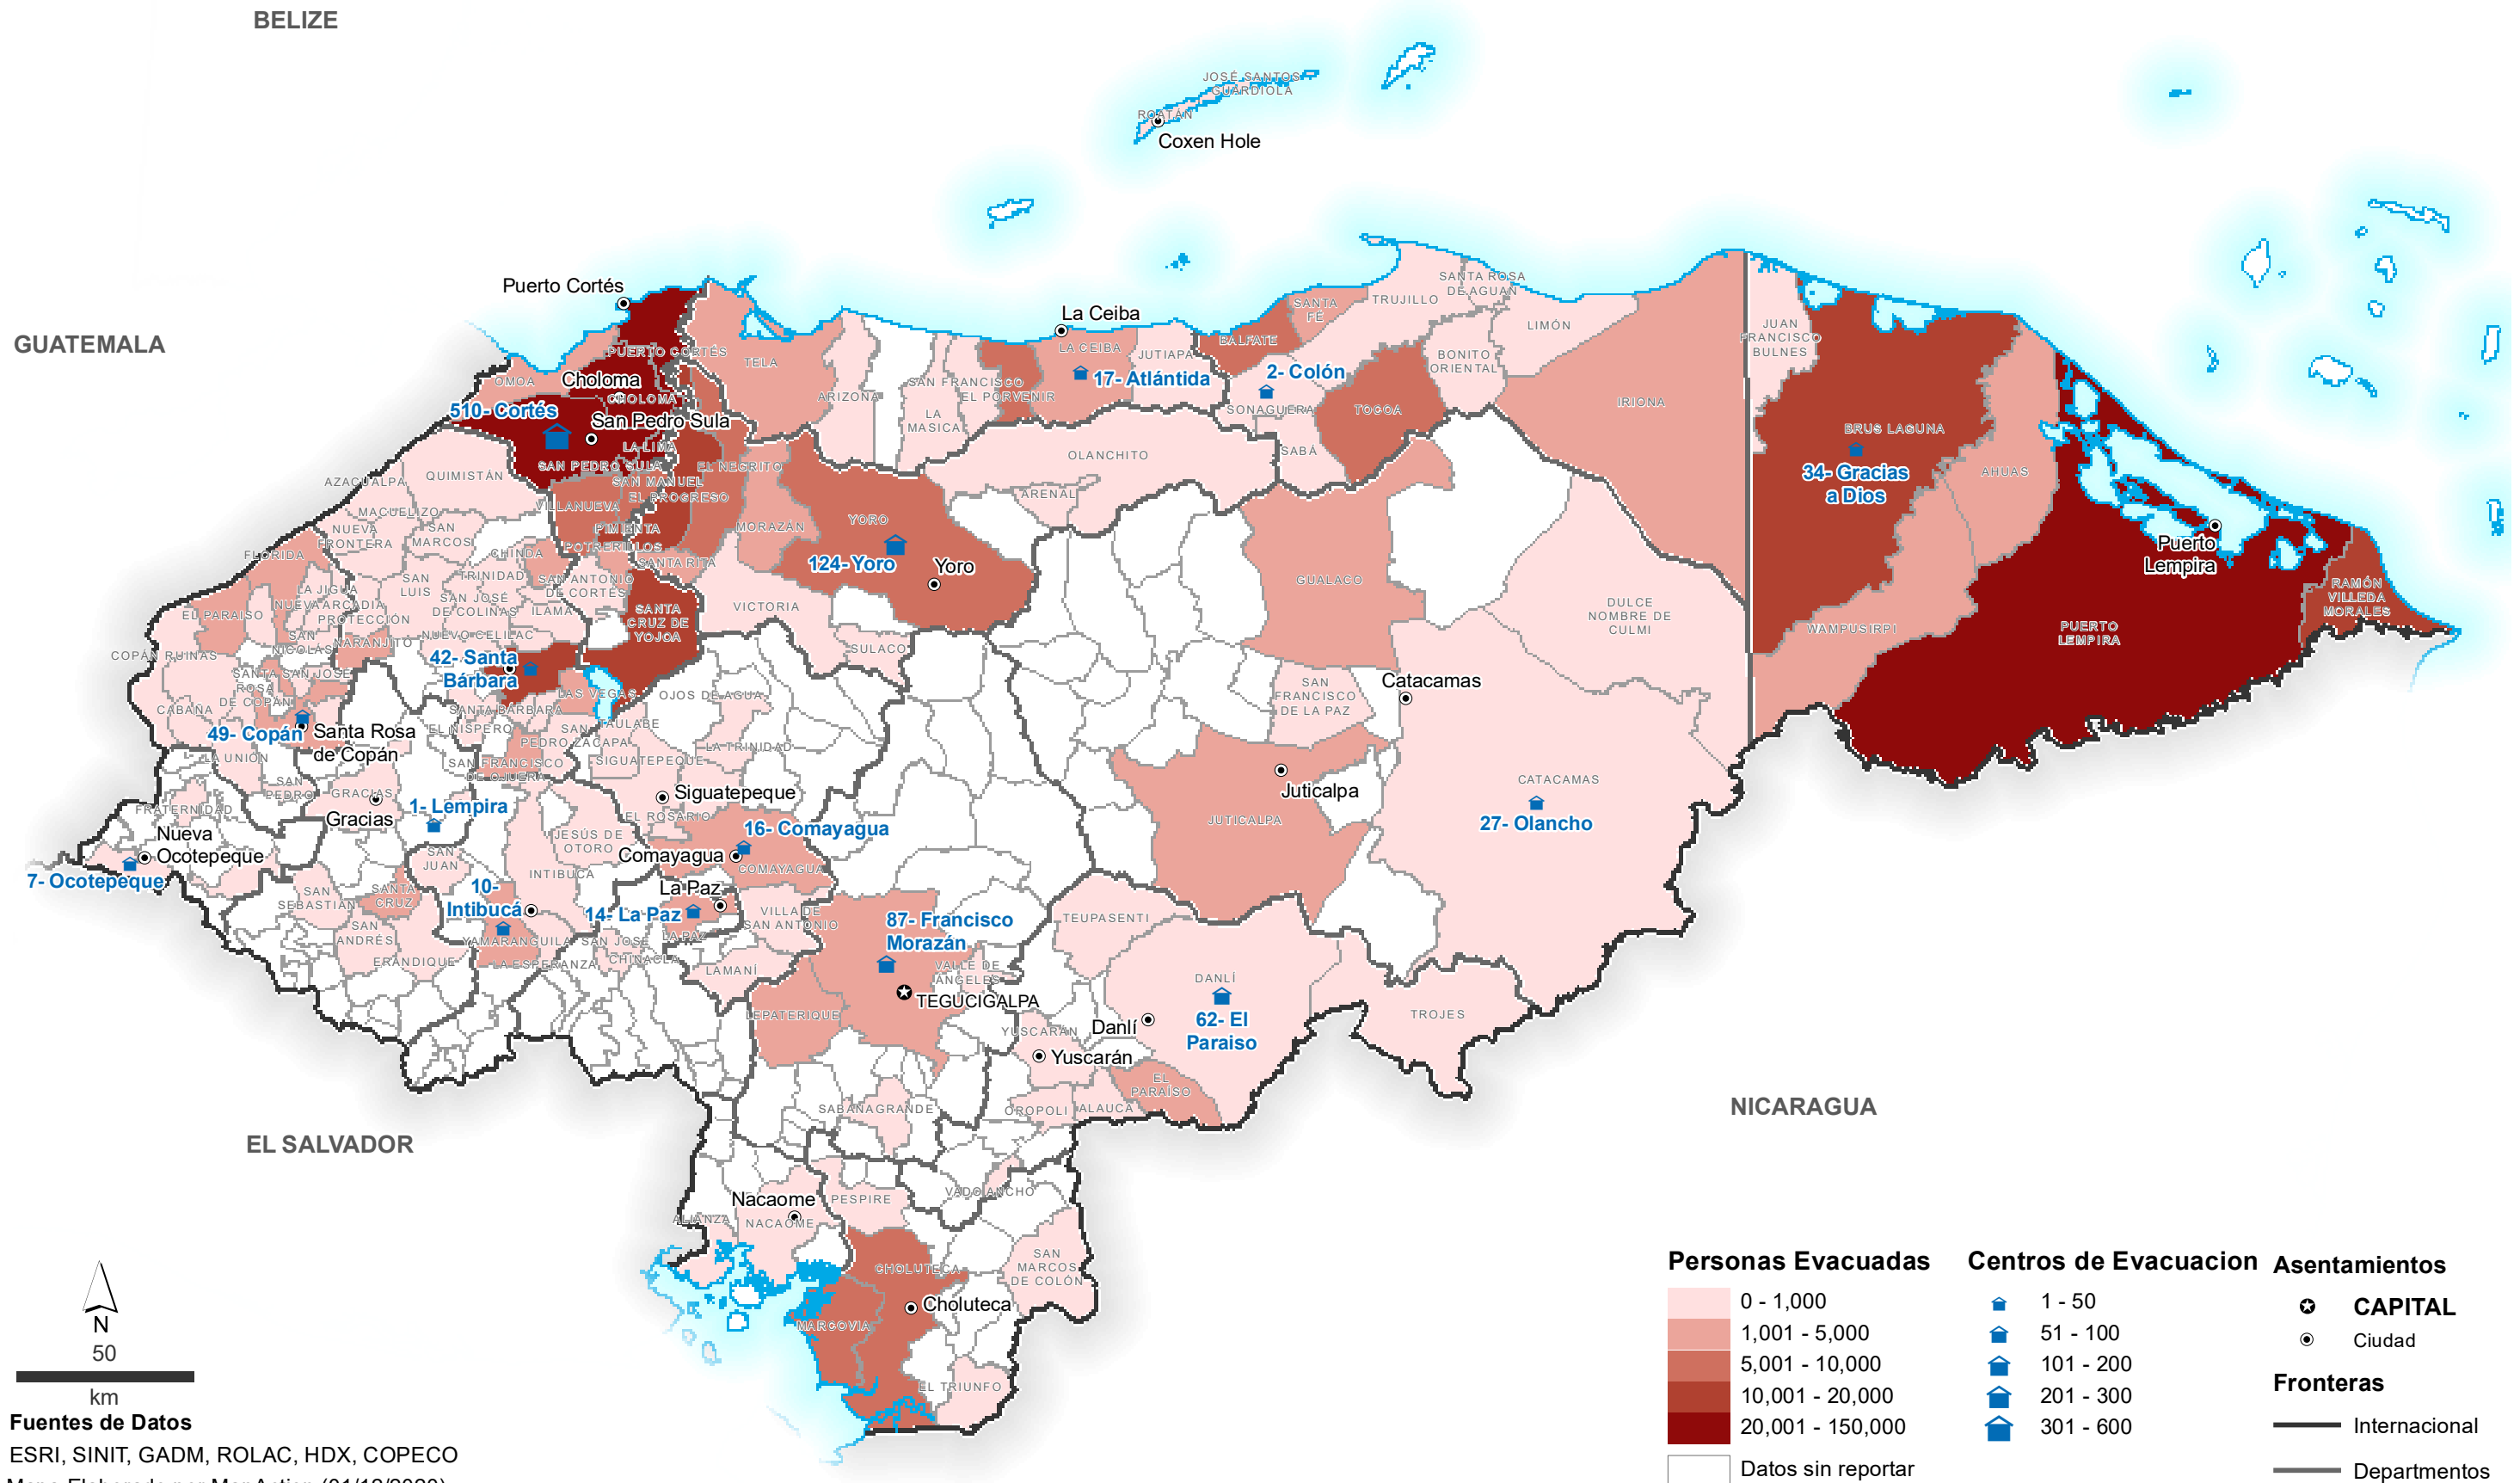 BELIZE
JOSÉ SANTOS
GUARDIOLA
ROATÁN
Coxen Hole
Puerto Cortés
GUATEMALA
La Ceiba
SANTA ROSA
DE AGUAN
TRUJILLO
SANTA
FÉ
LIMÓN
JUAN
FRANCISCO
BULNES
BALFATE
LA CEIBA
JUTIAPA
PUERTO CORTÉS
TELA
BONITO
ORIENTAL
OMOA
Choloma
CHOLOMA
2- Colón
17- Atlántida
SAN FRANCISCO
EL PORVENIR
ARIZONA
LA
MASICA
IRIONA
510- Cortés
San Pedro Sula
SONAGUERA
TOCOA
BRUS LAGUNA
LA LIMA
SAN PEDRO SULA
EL NEGRITO
SABÁ
OLANCHITO
34- Gracias
a Dios
AHUAS
QUIMISTÁN
AZACUALPA
SAN MANUEL
EL PROGRESO
ARENAL
VILLANUEVA
MACUELIZO
NUEVA
FRONTERA
SAN
MARCOS
PIMIENTA
MORAZÁN
YORO
POTRERILLOS
Puerto
Lempira
FLORIDA
CHINDA
SANTA RITA
124- Yoro
Yoro
SAN
LUIS
TRINIDAD
SAN ANTONIO
DE CORTÉS
GUALACO
LA JIGUA
NUEVA ARCADIA
PROTECCIÓN
SAN JOSÉ
DE COLINAS
ILAMA
SANTA
CRUZ DE
YOJOA
VICTORIA
DULCE
NOMBRE DE
CULMI
RAMÓN
VILLEDA
MORALES
EL PARAISO
SAN
NICOLÁS
NARANJITO
NUEVO CELILAC
WAMPUSIRPI
PUERTO
LEMPIRA
COPÁN RUINAS
42- Santa
Bárbara
SULACO
SANTA
ROSA
DE COPÁN
SAN JOSE
LAS VEGAS
OJOS DE AGUA
SAN
FRANCISCO
DE LA PAZ
Catacamas
CABAÑA
SANTA BÁRBARA
49- Copán
Santa Rosa
de Copán
EL NÍSPERO
SAN
PEDRO ZACAPA
TAULABE
LA TRINIDAD
LA UNIÓN
SAN FRANCISCO
DE OJUERA
SIGUATEPEQUE
CATACAMAS
SAN
PEDRO
GRACIAS
Siguatepeque
Juticalpa
FRATERNIDAD
Gracias
1- Lempira
EL ROSARIO
JUTICALPA
27- Olancho
Nueva
Ocotepeque
JESÚS DE
OTORO
16- Comayagua
Comayagua
COMAYAGUA
7- Ocotepeque
SAN
JUAN
INTIBUCA
10-
Intibucá
La Paz
SAN
SEBASTIÁN
SANTA
CRUZ
14- La Paz
VILLA DE
SAN ANTONIO
87- Francisco
Morazán
TEUPASENTI
SAN
ANDRÉS
YAMARANGUILA
SAN JOSE
LA PAZ
ERANDIQUE
LA ESPERANZA
CHINACLA
LAMANÍ
VALLE DE
ANGELES
DANLÍ
TEGUCIGALPA
LEPATERIQUE
YUSCARÁN
Danlí
62- El
Paraiso
TROJES
Yuscarán
EL
PARAÍSO
SABANAGRANDE
OROPOLI
ALAUCA
NICARAGUA
EL SALVADOR
Nacaome
PESPIRE
VADO ANCHO
ALIANZA
NACAOME
CHOLUTECA
SAN
MARCOS
DE COLÓN
Choluteca
MARCOVIA
EL TRIUNFO
N
50
km
Fuentes de Datos
ESRI, SINIT, GADM, ROLAC, HDX, COPECO
Mapa Elaborado por MapAction (01/12/2020)
Personas Evacuadas
0 - 1,000
1,001 - 5,000
5,001 - 10,000
10,001 - 20,000
20,001 - 150,000
Datos sin reportar
Centros de Evacuacion
1 - 50
51 - 100
101 - 200
201 - 300
301 - 600
Asentamientos
CAPITAL
Ciudad
Fronteras
Internacional
Departmentos